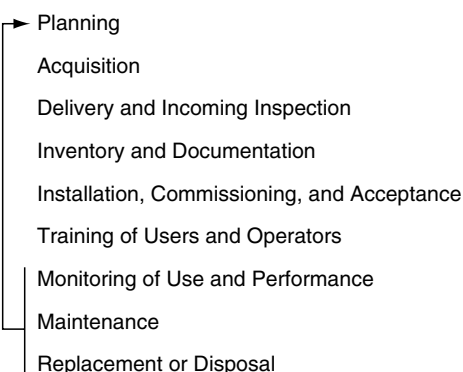 Planning
Acquisition
Delivery and Incoming Inspection
Inventory and Documentation
Installation, Commissioning, and Acceptance
Training of Users and Operators
Monitoring of Use and Performance
Maintenance
Replacement or Disposal